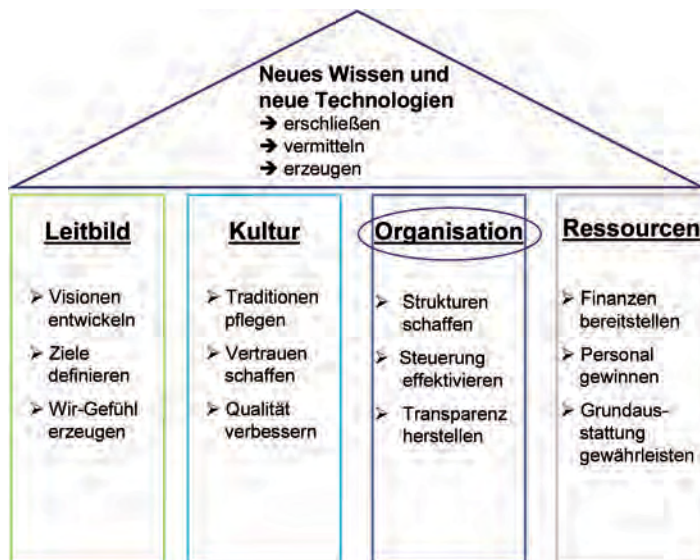 Neues Wissen und
neue Technologien
➔ erschließen
➔ vermitteln
➔ erzeugen
Leitbild
➢ Visionen
entwickeln
➢ Ziele
definieren
➢ Wir-Gefühl
erzeugen
Kultur
➢ Traditionen
pflegen
➢ Vertrauen
schaffen
➢ Qualität
verbessern
Organisation
➢ Strukturen
schaffen
➢ Steuerung
effektivieren
➢ Transparenz
herstellen
Ressourcen
➢ Finanzen
bereitstellen
➢ Personal
gewinnen
➢ Grundaus-
stattung
gewährleisten